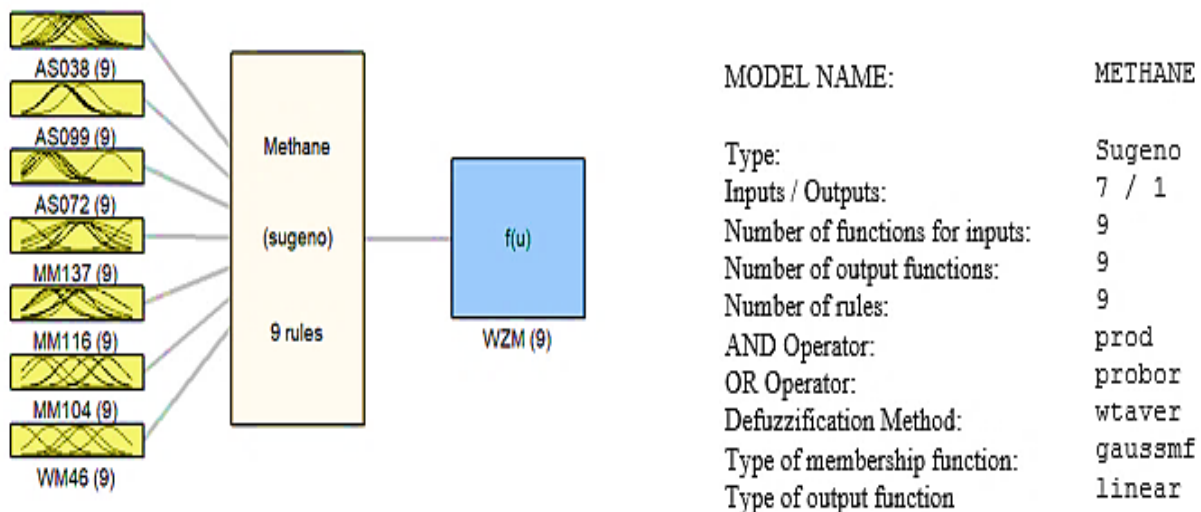 AS038 (9)
AS099 (9)
AS072 (9)
MM137 (9)
MM116 (9)
MM104 (9)
WM46 (9)
Methane
(sugeno)
9 rules
f(u)
WZM (9)
MODEL NAME: METHANE
Type: Sugeno
Inputs / Outputs: 7 / 1
Number of functions for inputs: 9
Number of output functions: 9
Number of rules: 9
AND Operator: prod
OR Operator: probor
Defuzzification Method: wtaver
Type of membership function: gaussmf
Type of output function linear